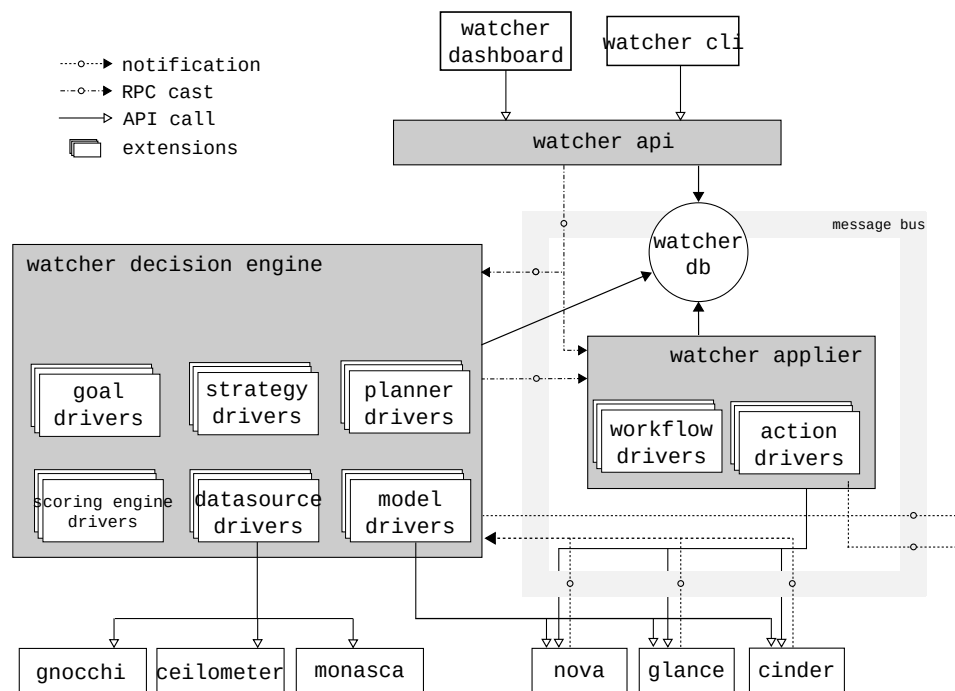 watcher
dashboard
watcher cli
notification
RPC cast
API call
extensions
watcher api
message bus
watcher
db
watcher decision engine
watcher applier
goal
drivers
strategy
drivers
planner
drivers
workflow
drivers
action
drivers
scoring engine
drivers
datasource
drivers
model
drivers
gnocchi
ceilometer
monasca
nova
glance
cinder